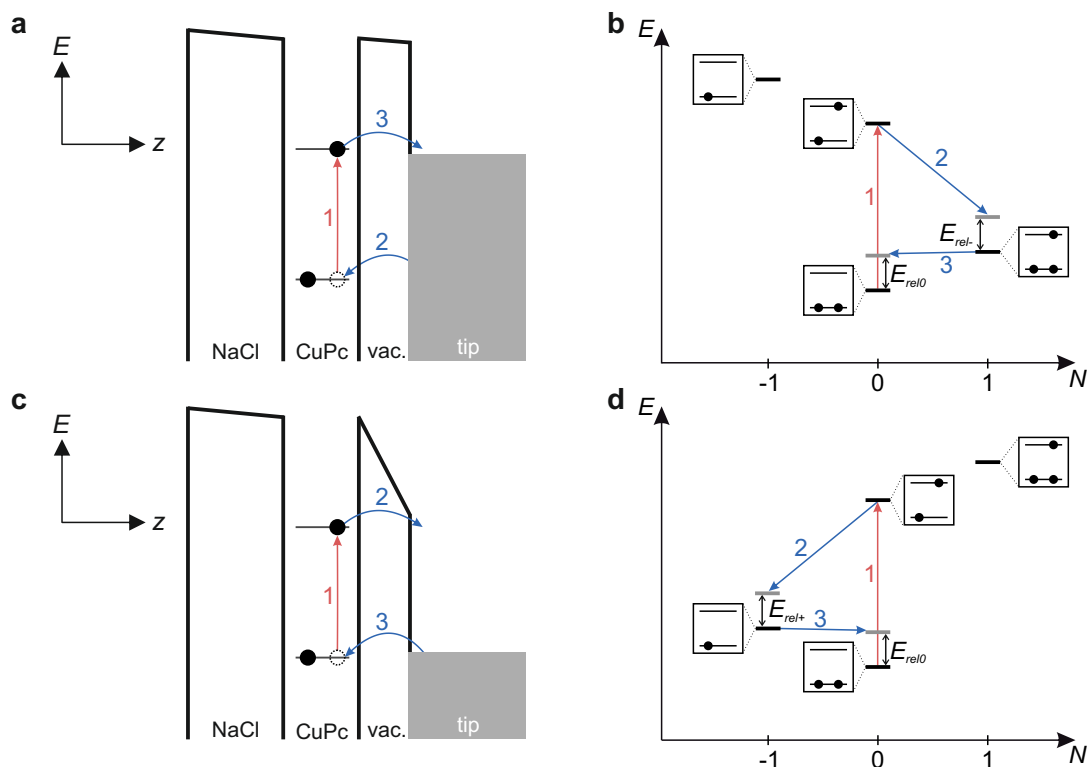 a
E
z
3
1
2
NaCl
CuPc
vac.
tip
b
E
2
1
E_rel-
3
E_rel0
-1
0
1
N
c
E
z
2
1
3
NaCl
CuPc
vac.
tip
d
E
2
1
E_rel+
3
E_rel0
-1
0
1
N